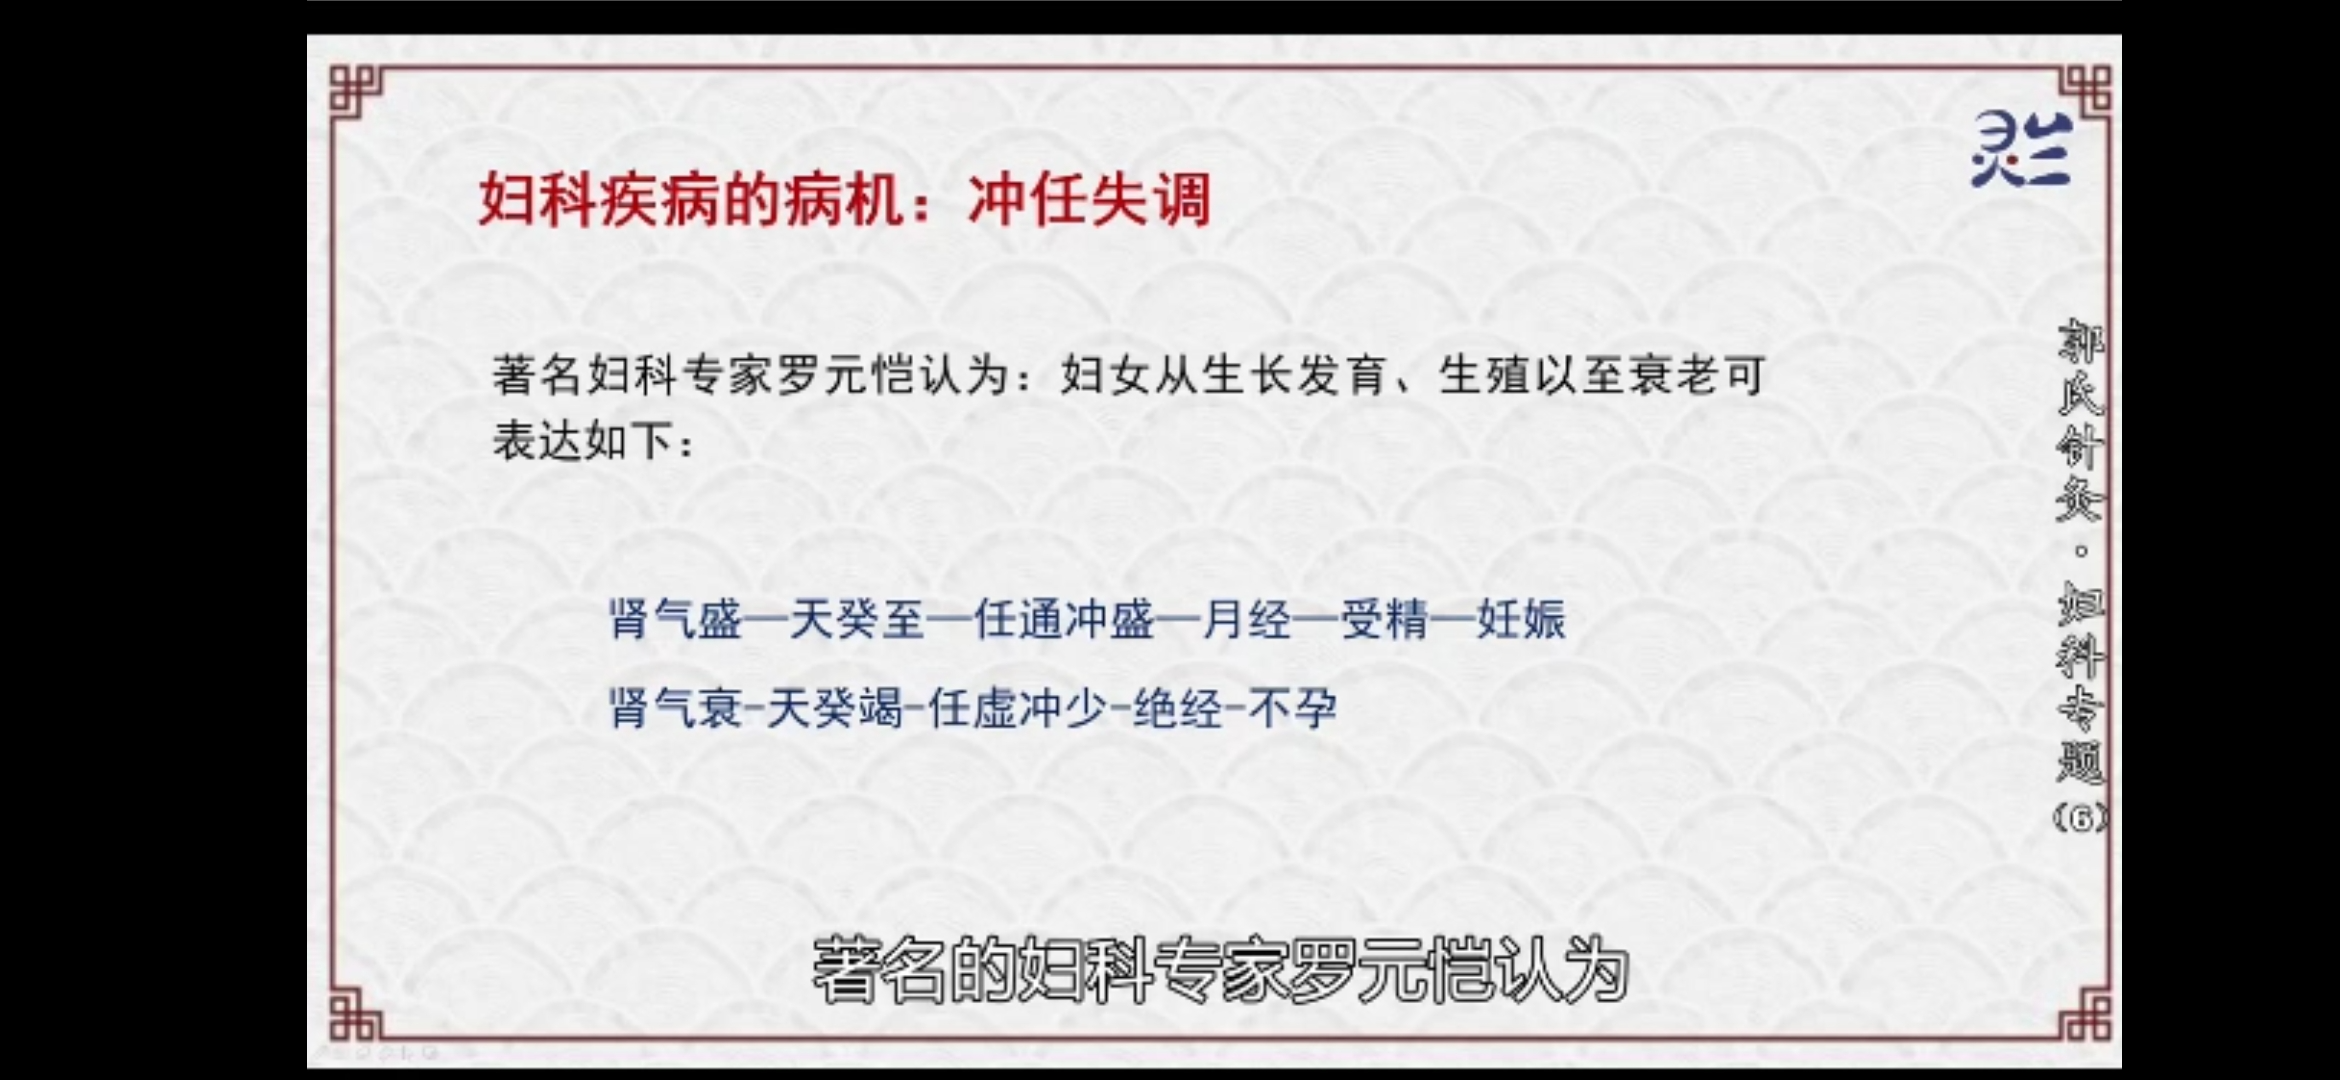 妇科疾病的病机：冲任失调
著名妇科专家罗元恺认为：妇女从生长发育、生殖以至衰老可
表达如下：
肾气盛—天癸至—任通冲盛—月经—受精—妊娠
肾气衰-天癸竭-任虚冲少-绝经-不孕
著名的妇科专家罗元恺认为
灵兰
郭氏针灸·妇科专题(6)